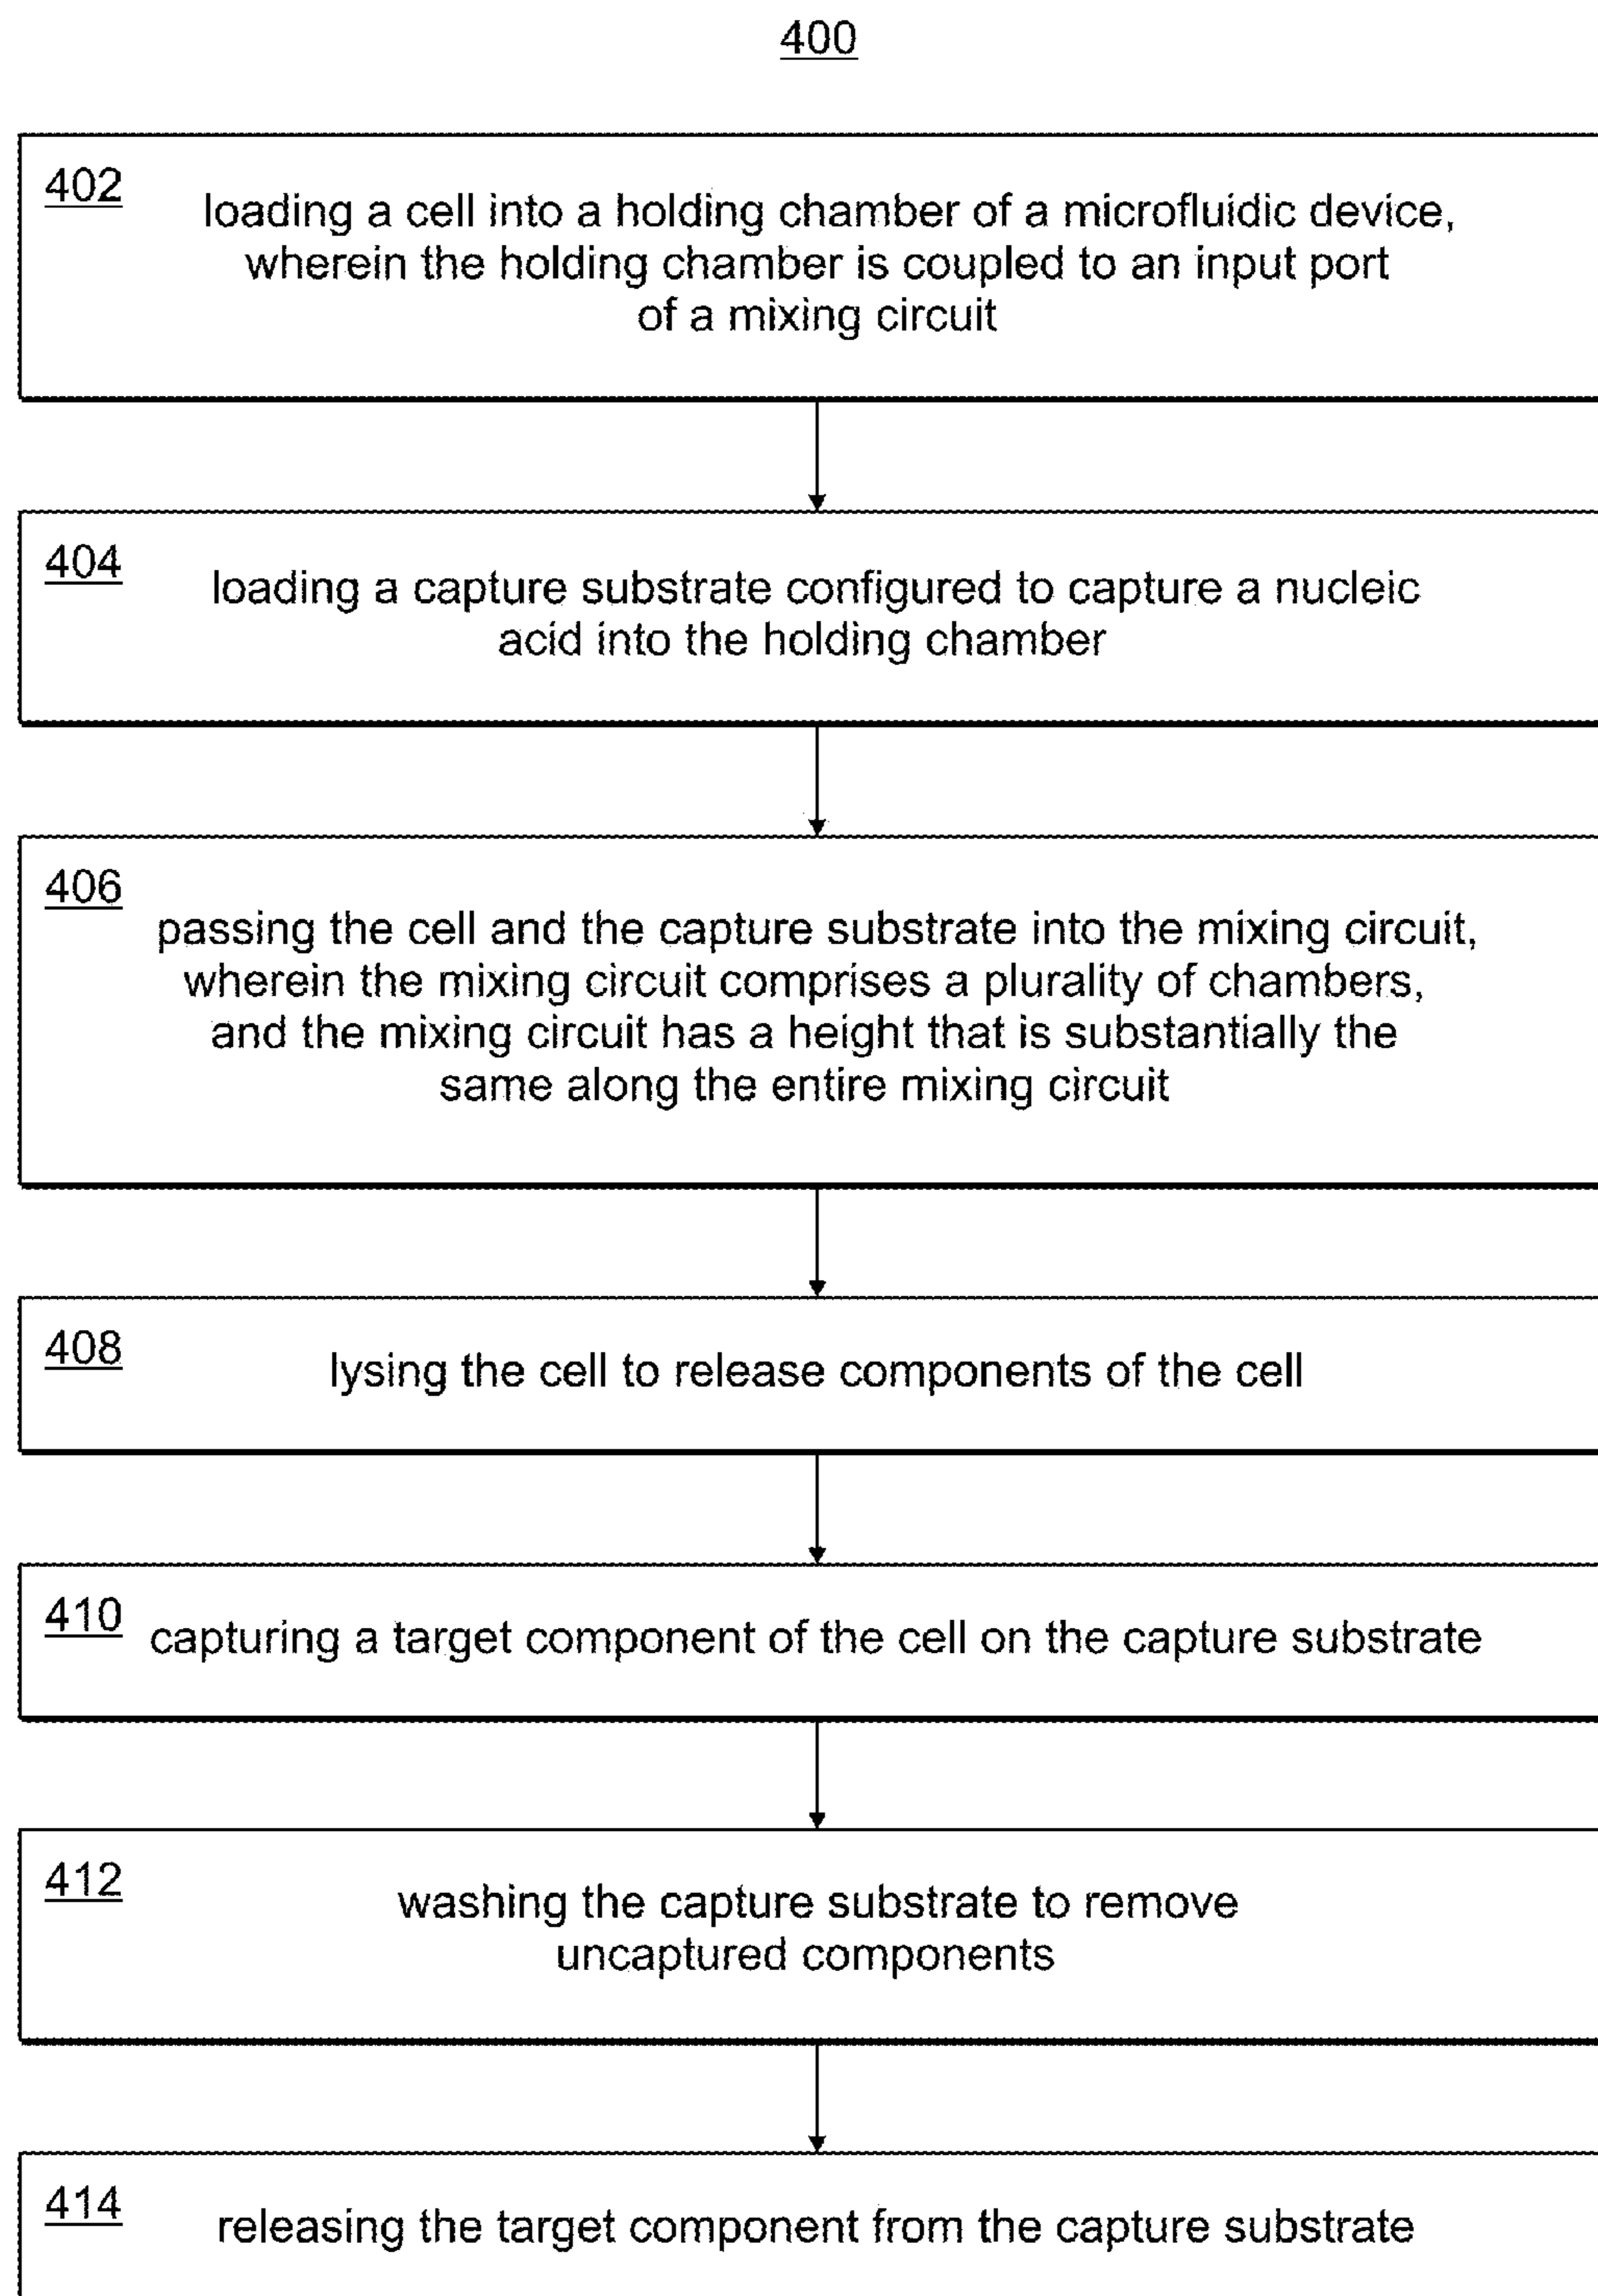 400
402
loading a cell into a holding chamber of a microfluidic device,
wherein the holding chamber is coupled to an input port
of a mixing circuit
404
loading a capture substrate configured to capture a nucleic
acid into the holding chamber
406
passing the cell and the capture substrate into the mixing circuit,
wherein the mixing circuit comprises a plurality of chambers,
and the mixing circuit has a height that is substantially the
same along the entire mixing circuit
408
lysing the cell to release components of the cell
410
capturing a target component of the cell on the capture substrate
412
washing the capture substrate to remove
uncaptured components
414
releasing the target component from the capture substrate